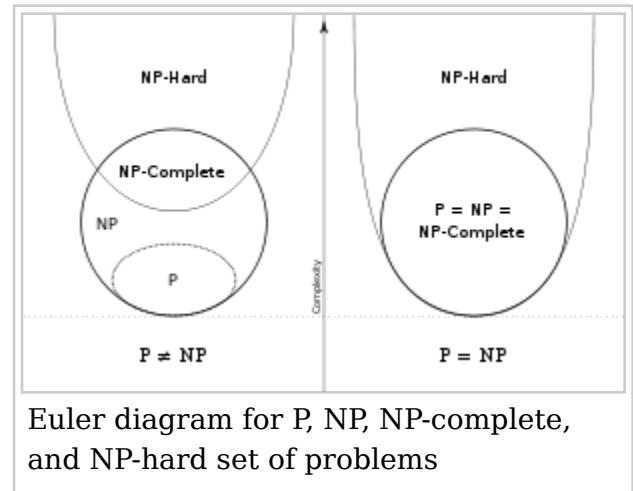 NP-Hard
NP-Complete
NP
P
P ≠ NP
Complexity
NP-Hard
P = NP =
NP-Complete
P = NP
Euler diagram for P, NP, NP-complete,
and NP-hard set of problems